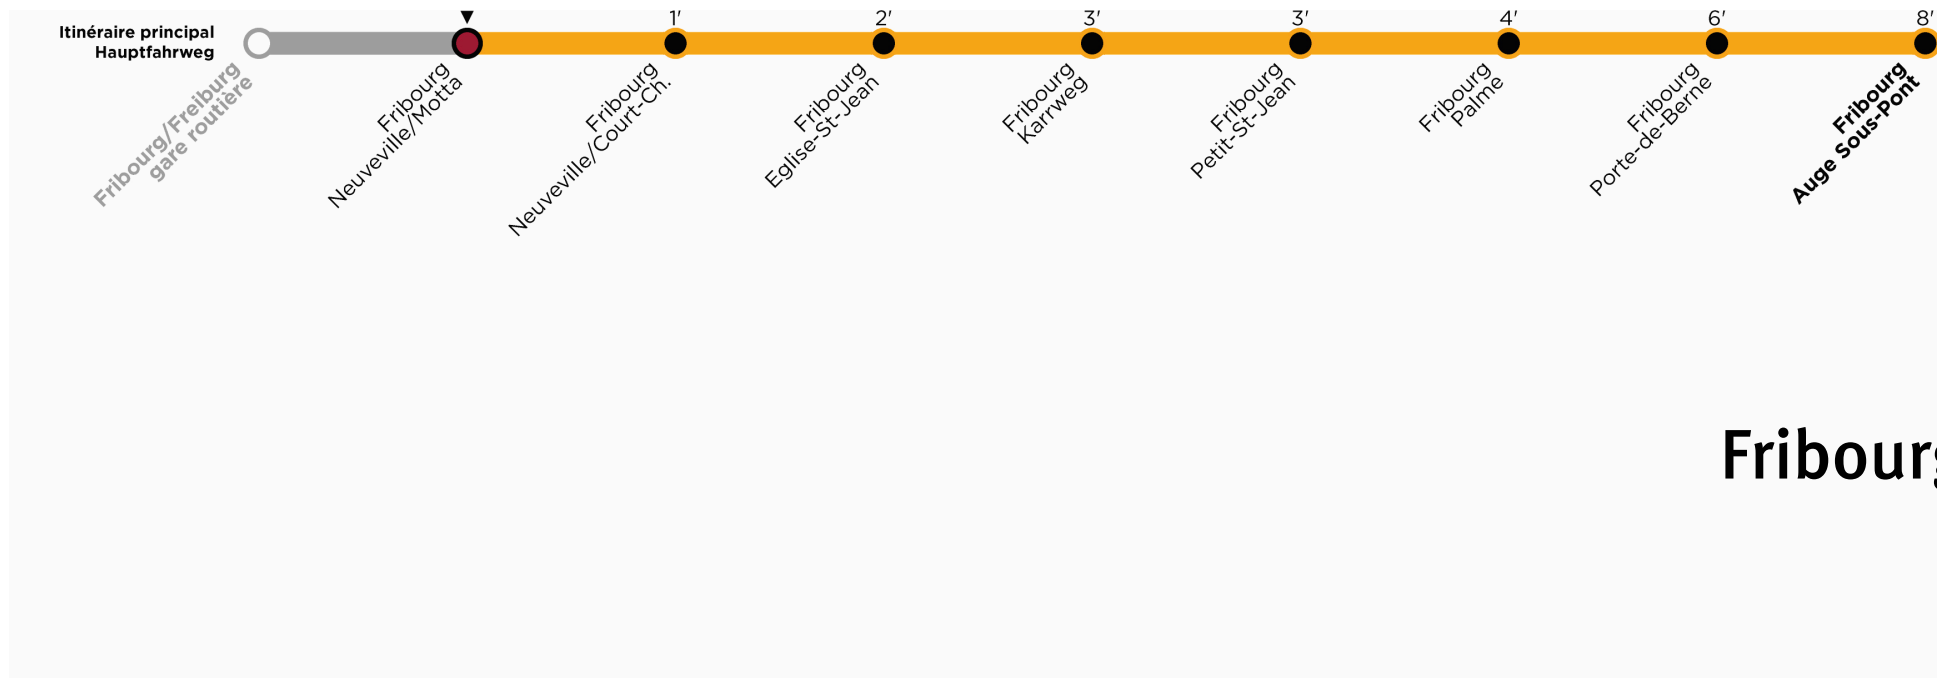 ▼ 1′ 2′ 3′ 3′ 4′ 6′ 8′
Itinéraire principal
Hauptfahrweg
Fribourg/Freiburg
gare routière
Fribourg
Neuveville/Motta
Fribourg
Neuveville/Court-Ch.
Fribourg
Eglise-St-Jean
Fribourg
Karrweg
Fribourg
Petit-St-Jean
Fribourg
Palme
Fribourg
Porte-de-Berne
Fribourg
Auge Sous-Pont
Fribourg